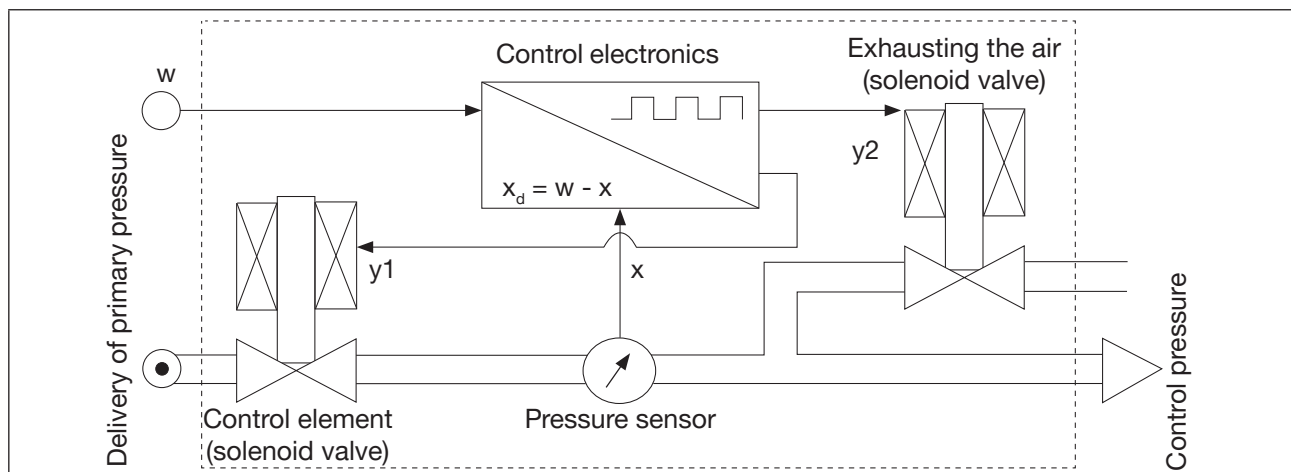 w
Control electronics
Exhausting the air
(solenoid valve)
y2
x_d = w - x
y1
x
Delivery of primary pressure
Control element
(solenoid valve)
Pressure sensor
Control pressure